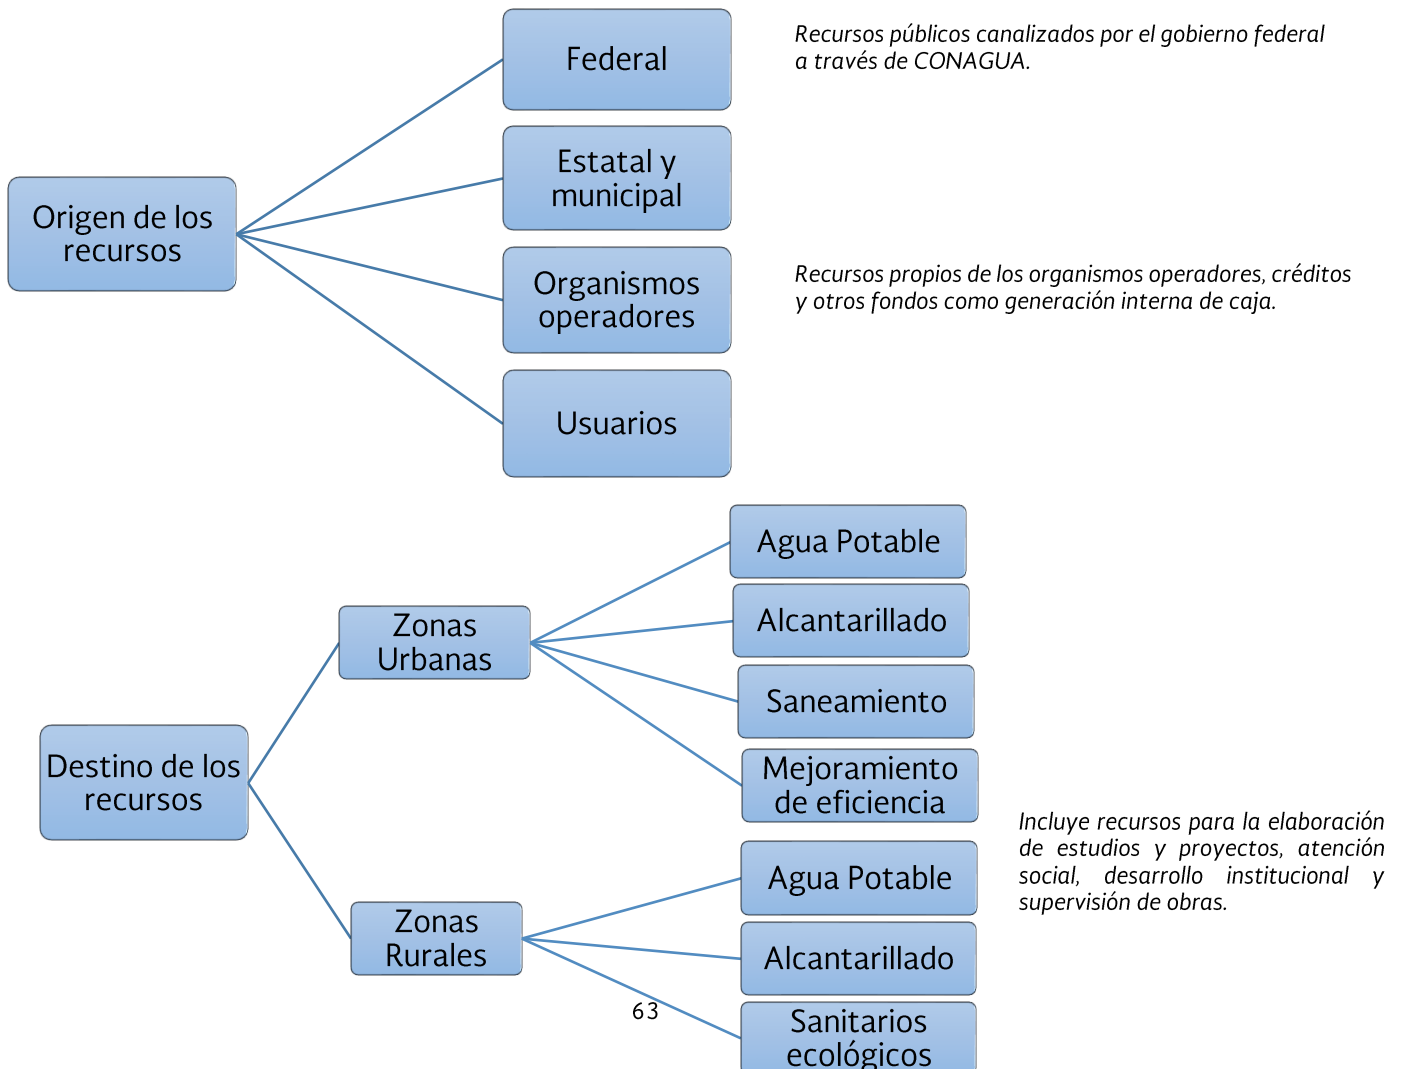 Federal
Recursos públicos canalizados por el gobierno federal
a través de CONAGUA.
Origen de los
recursos
Estatal y
municipal
Organismos
operadores
Recursos propios de los organismos operadores, créditos
y otros fondos como generación interna de caja.
Usuarios
Destino de los
recursos
Zonas
Urbanas
Agua Potable
Alcantarillado
Saneamiento
Mejoramiento
de eficiencia
Incluye recursos para la elaboración
de estudios y proyectos, atención
social, desarrollo institucional y
supervisión de obras.
Zonas
Rurales
Agua Potable
Alcantarillado
Sanitarios
ecológicos
63